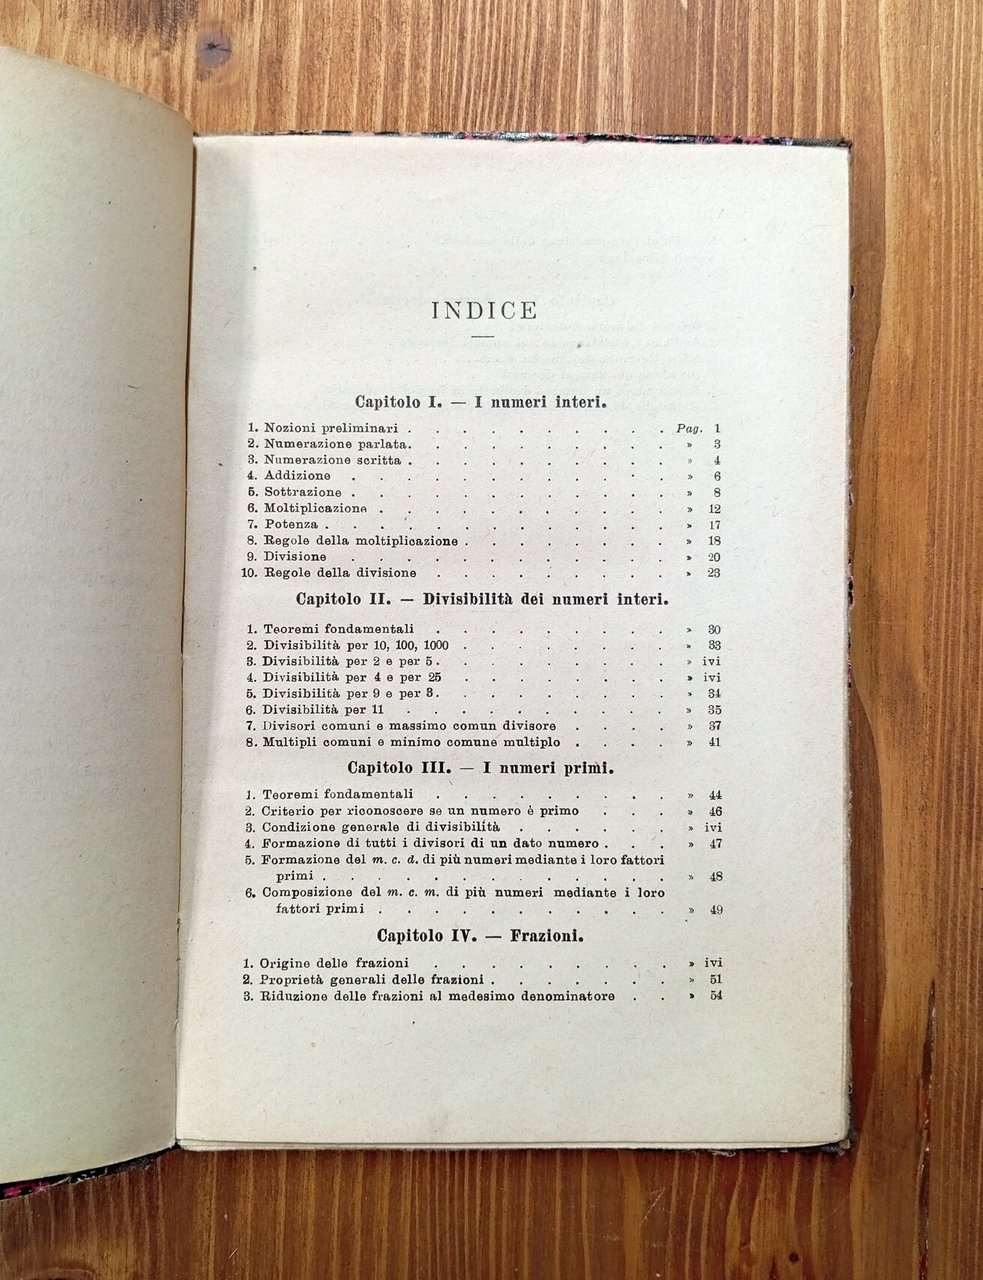 INDICE
Capitolo I. — I numeri interi.
1. Nozioni preliminari . . . . . . . . . . Pag. 1
2. Numerazione parlata. . . . . . . . . . » 3
3. Numerazione scritta . . . . . . . . . . » 4
4. Addizione . . . . . . . . . . . . » 6
5. Sottrazione . . . . . . . . . . . . » 8
6. Moltiplicazione . . . . . . . . . . . » 12
7. Potenza . . . . . . . . . . . . . » 17
8. Regole della moltiplicazione . . . . . . . . » 18
9. Divisione . . . . . . . . . . . . » 20
10. Regole della divisione . . . . . . . . . » 23
Capitolo II. — Divisibilità dei numeri interi.
1. Teoremi fondamentali . . . . . . . . . » 30
2. Divisibilità per 10, 100, 1000 . . . . . . . . » 33
3. Divisibilità per 2 e per 5 . . . . . . . . . » ivi
4. Divisibilità per 4 e per 25 . . . . . . . . » ivi
5. Divisibilità per 9 e per 3. . . . . . . . . » 34
6. Divisibilità per 11 . . . . . . . . . . » 35
7. Divisori comuni e massimo comun divisore . . . . » 37
8. Multipli comuni e minimo comune multiplo . . . . » 41
Capitolo III. — I numeri primi.
1. Teoremi fondamentali . . . . . . . . . » 44
2. Criterio per riconoscere se un numero è primo . . . » 46
3. Condizione generale di divisibilità . . . . . . » ivi
4. Formazione di tutti i divisori di un dato numero . . . » 47
5. Formazione del m. c. d. di più numeri mediante i loro fattori
primi . . . . . . . . . . . . . » 48
6. Composizione del m. c. m. di più numeri mediante i loro
fattori primi . . . . . . . . . . . » 49
Capitolo IV. — Frazioni.
1. Origine delle frazioni . . . . . . . . . » ivi
2. Proprietà generali delle frazioni . . . . . . . » 51
3. Riduzione delle frazioni al medesimo denominatore . . » 54